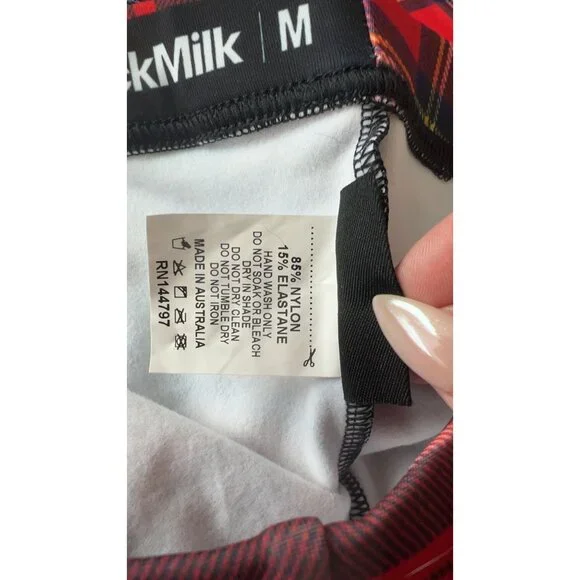 ckMilk | M
85% NYLON
15% ELASTANE
HAND WASH ONLY
DO NOT SOAK OR BLEACH
DRY IN SHADE
DO NOT DRY CLEAN
DO NOT TUMBLE DRY
DO NOT IRON
MADE IN AUSTRALIA
RN144797